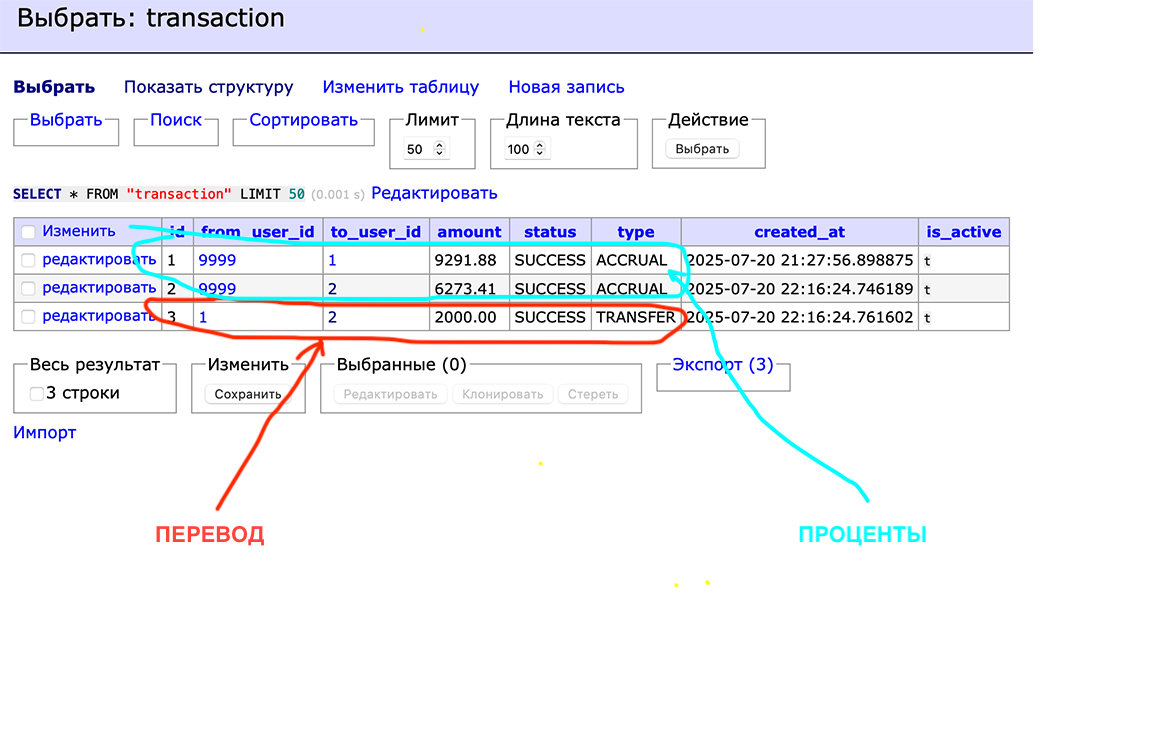 Выбрать: transaction
Выбрать Показать структуру Изменить таблицу Новая запись
Выбрать Поиск Сортировать Лимит Длина текста Действие
50 100 Выбрать
SELECT * FROM "transaction" LIMIT 50 (0.001 s) Редактировать
Изменить id from_user_id to_user_id amount status type created_at is_active
редактировать 1 9999 1 9291.88 SUCCESS ACCRUAL 2025-07-20 21:27:56.898875 t
редактировать 2 9999 2 6273.41 SUCCESS ACCRUAL 2025-07-20 22:16:24.746189 t
редактировать 3 1 2 2000.00 SUCCESS TRANSFER 2025-07-20 22:16:24.761602 t
Весь результат Изменить Выбранные (0) Экспорт (3)
3 строки Сохранить Редактировать Клонировать Стереть
Импорт
ПЕРЕВОД ПРОЦЕНТЫ